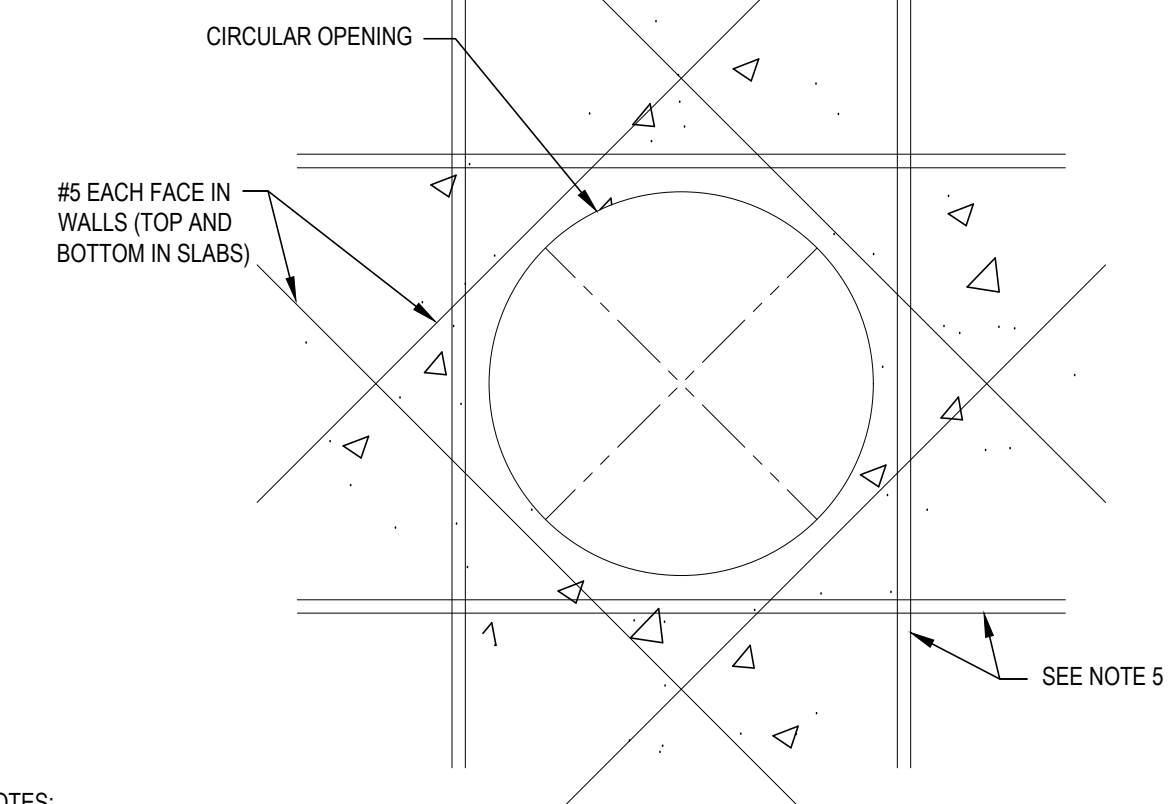 CIRCULAR OPENING
#5 EACH FACE IN
WALLS (TOP AND
BOTTOM IN SLABS)
SEE NOTE 5